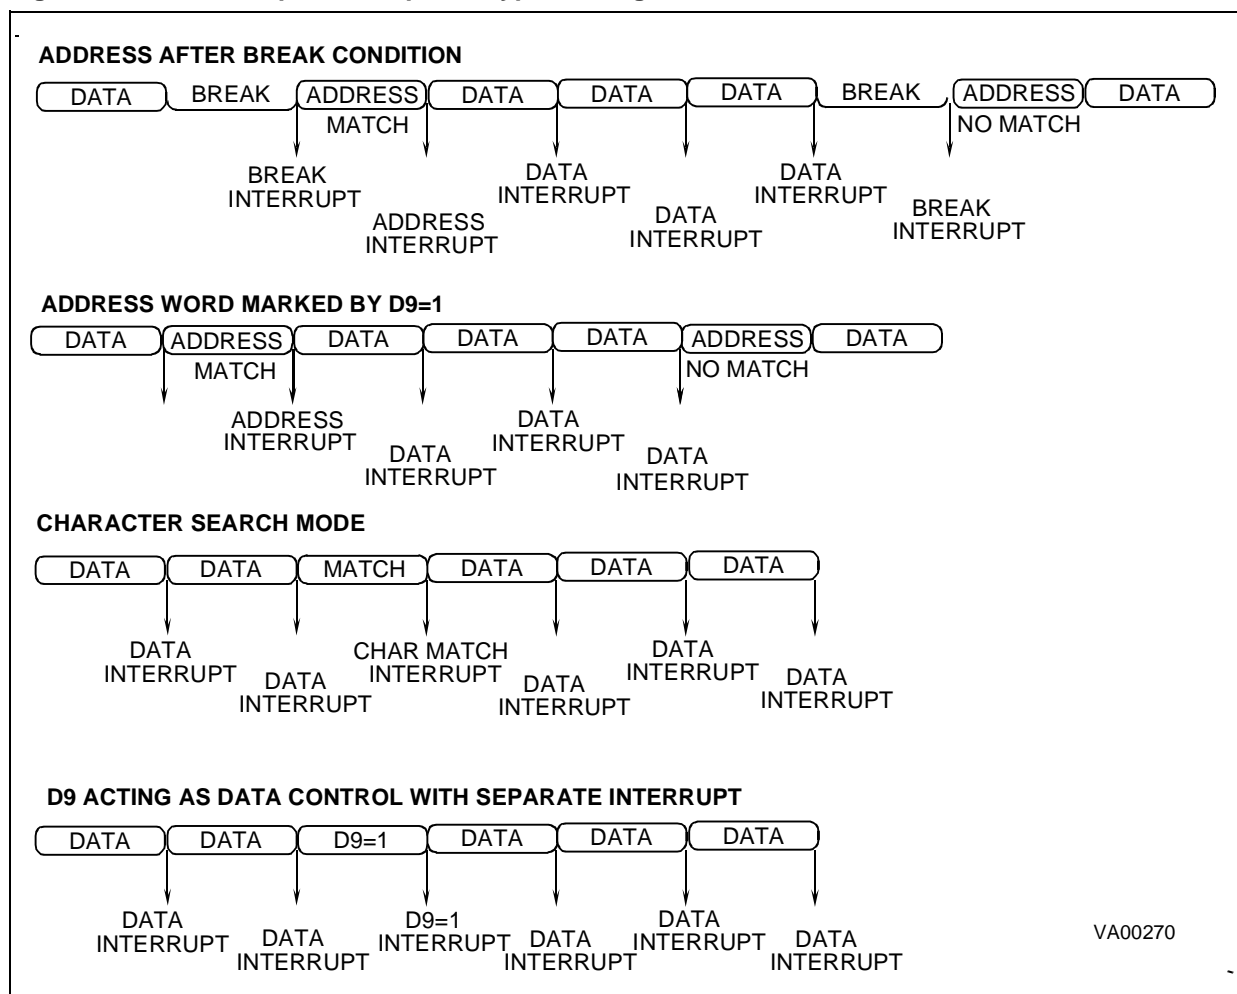 ADDRESS AFTER BREAK CONDITION
DATA BREAK ADDRESS DATA DATA DATA BREAK ADDRESS DATA
MATCH NO MATCH
BREAK INTERRUPT
DATA INTERRUPT
DATA INTERRUPT
ADDRESS INTERRUPT
DATA INTERRUPT
BREAK INTERRUPT
ADDRESS WORD MARKED BY D9=1
DATA ADDRESS DATA DATA DATA ADDRESS DATA
MATCH NO MATCH
ADDRESS INTERRUPT
DATA INTERRUPT
DATA INTERRUPT
DATA INTERRUPT
CHARACTER SEARCH MODE
DATA DATA MATCH DATA DATA DATA
DATA INTERRUPT
DATA INTERRUPT
CHAR MATCH INTERRUPT
DATA INTERRUPT
DATA INTERRUPT
DATA INTERRUPT
D9 ACTING AS DATA CONTROL WITH SEPARATE INTERRUPT
DATA DATA D9=1 DATA DATA DATA
DATA INTERRUPT
DATA INTERRUPT
D9=1 INTERRUPT
DATA INTERRUPT
DATA INTERRUPT
DATA INTERRUPT
VA00270